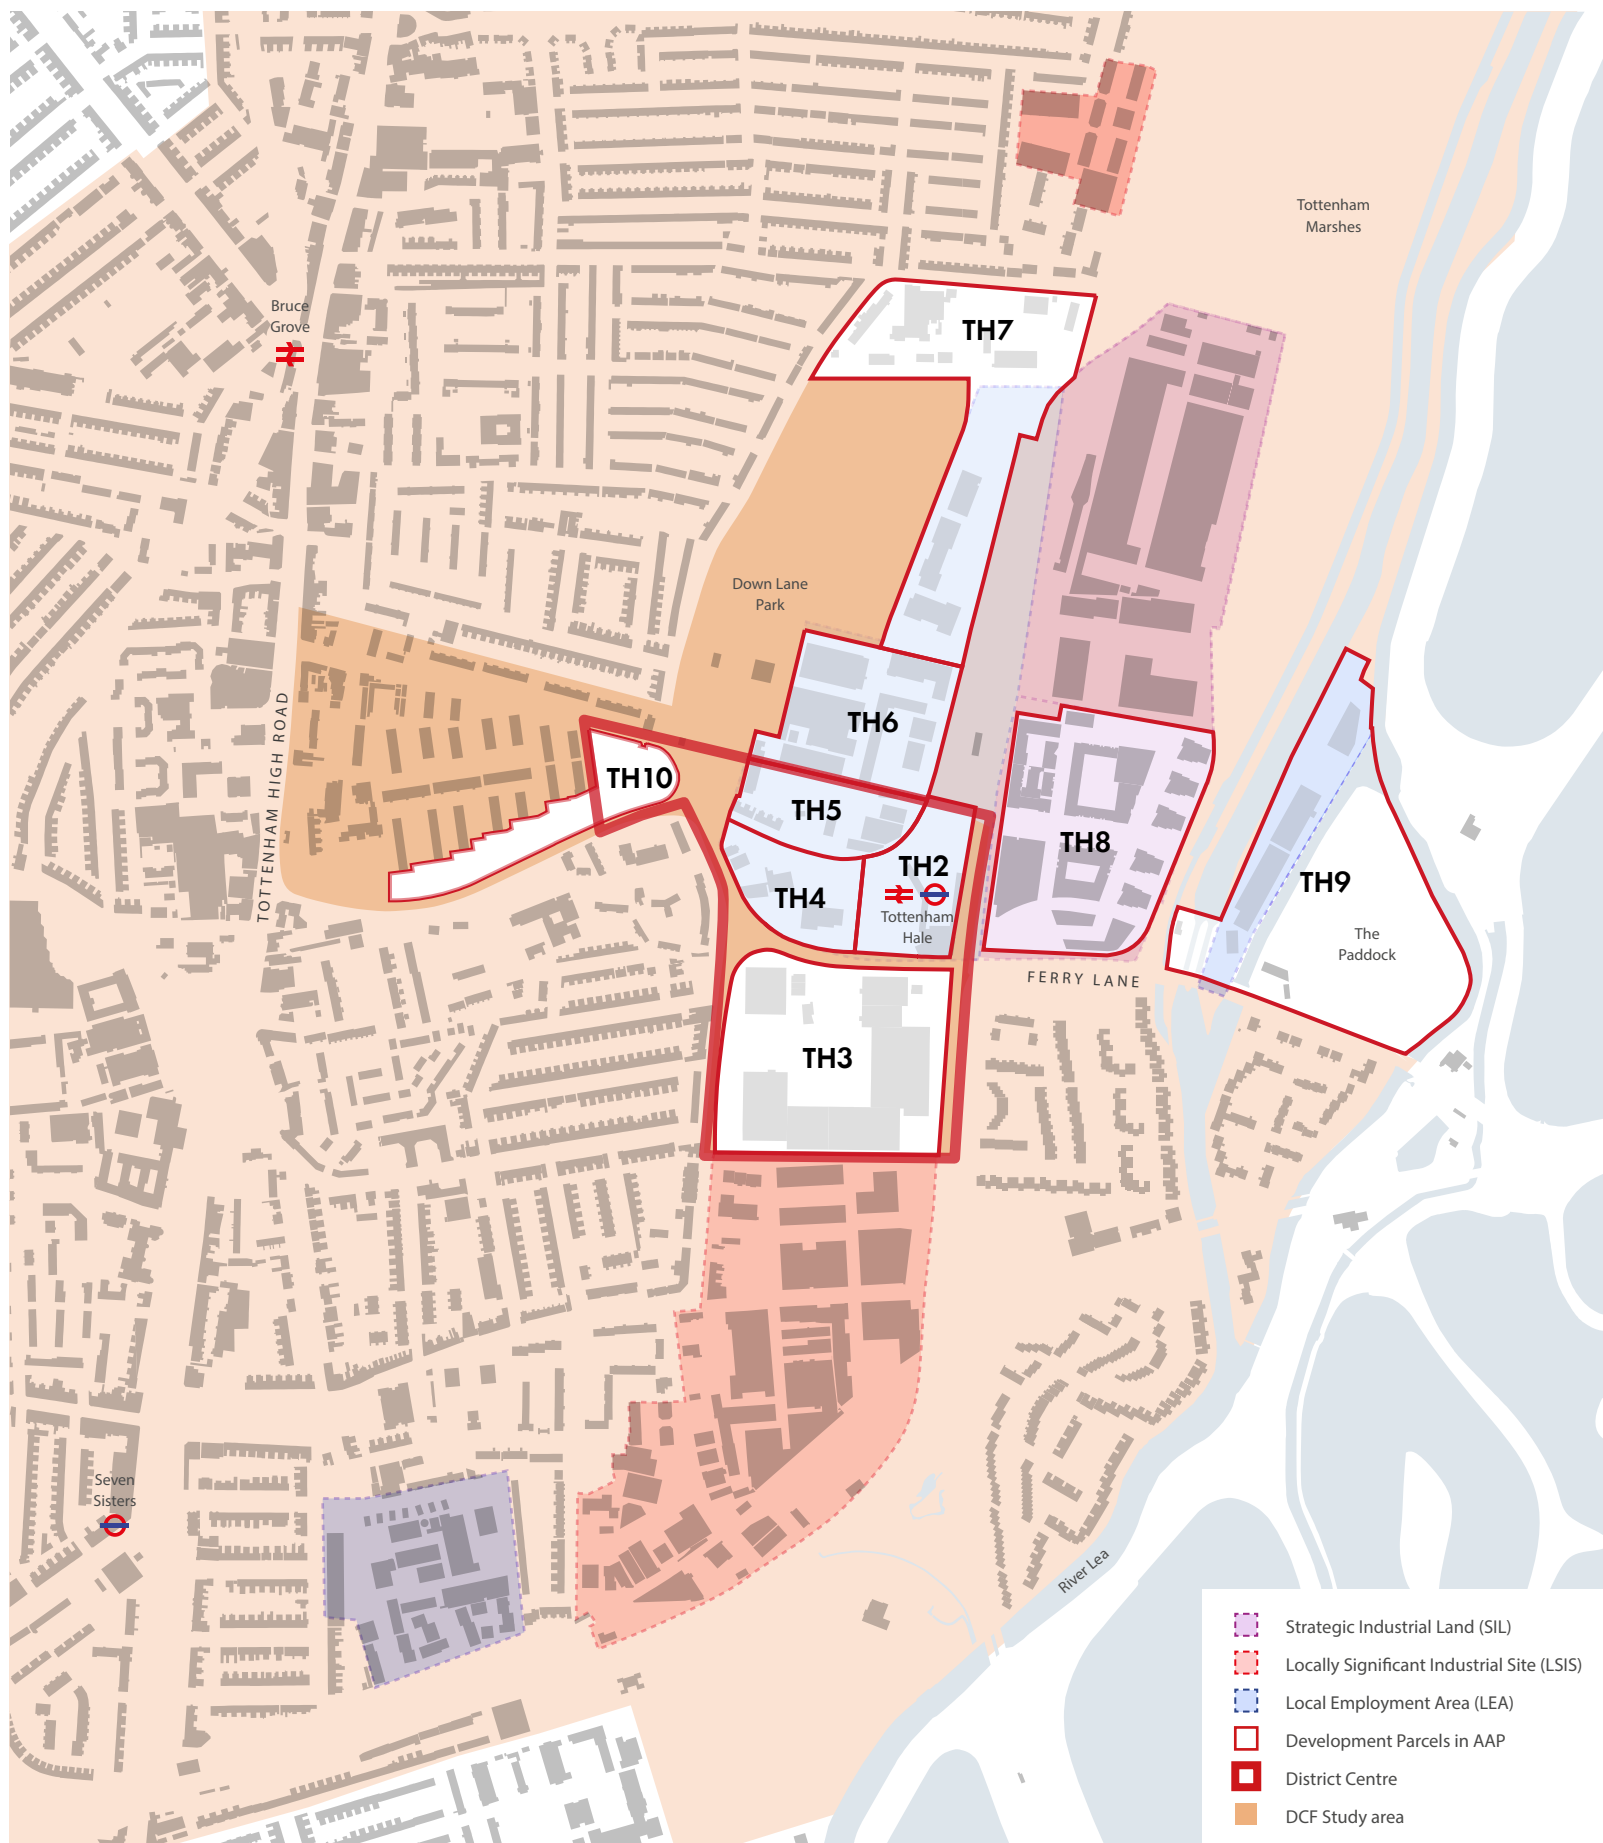 Tottenham
Marshes
Bruce
Grove
TH7
Down Lane
Park
TOTTENHAM HIGH ROAD
TH6
TH10
TH5
TH8
TH2
TH4
TH9
Tottenham
Hale
The
Paddock
FERRY LANE
TH3
Seven
Sisters
River Lea
Strategic Industrial Land (SIL)
Locally Significant Industrial Site (LSIS)
Local Employment Area (LEA)
Development Parcels in AAP
District Centre
DCF Study area